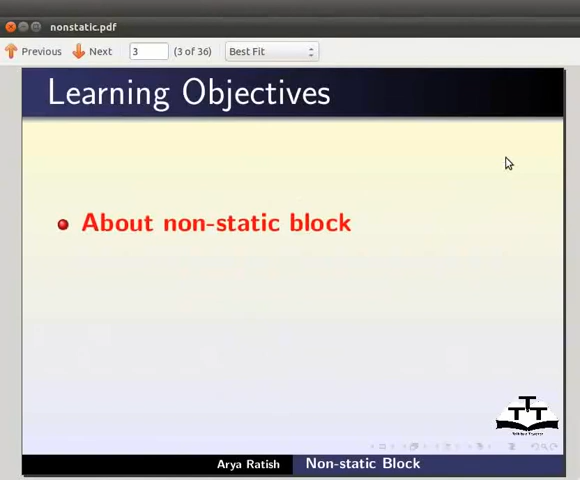 nonstatic.pdf
Previous Next 3 (3 of 36) Best Fit
Learning Objectives
About non-static block
Arya Ratish Non-static Block